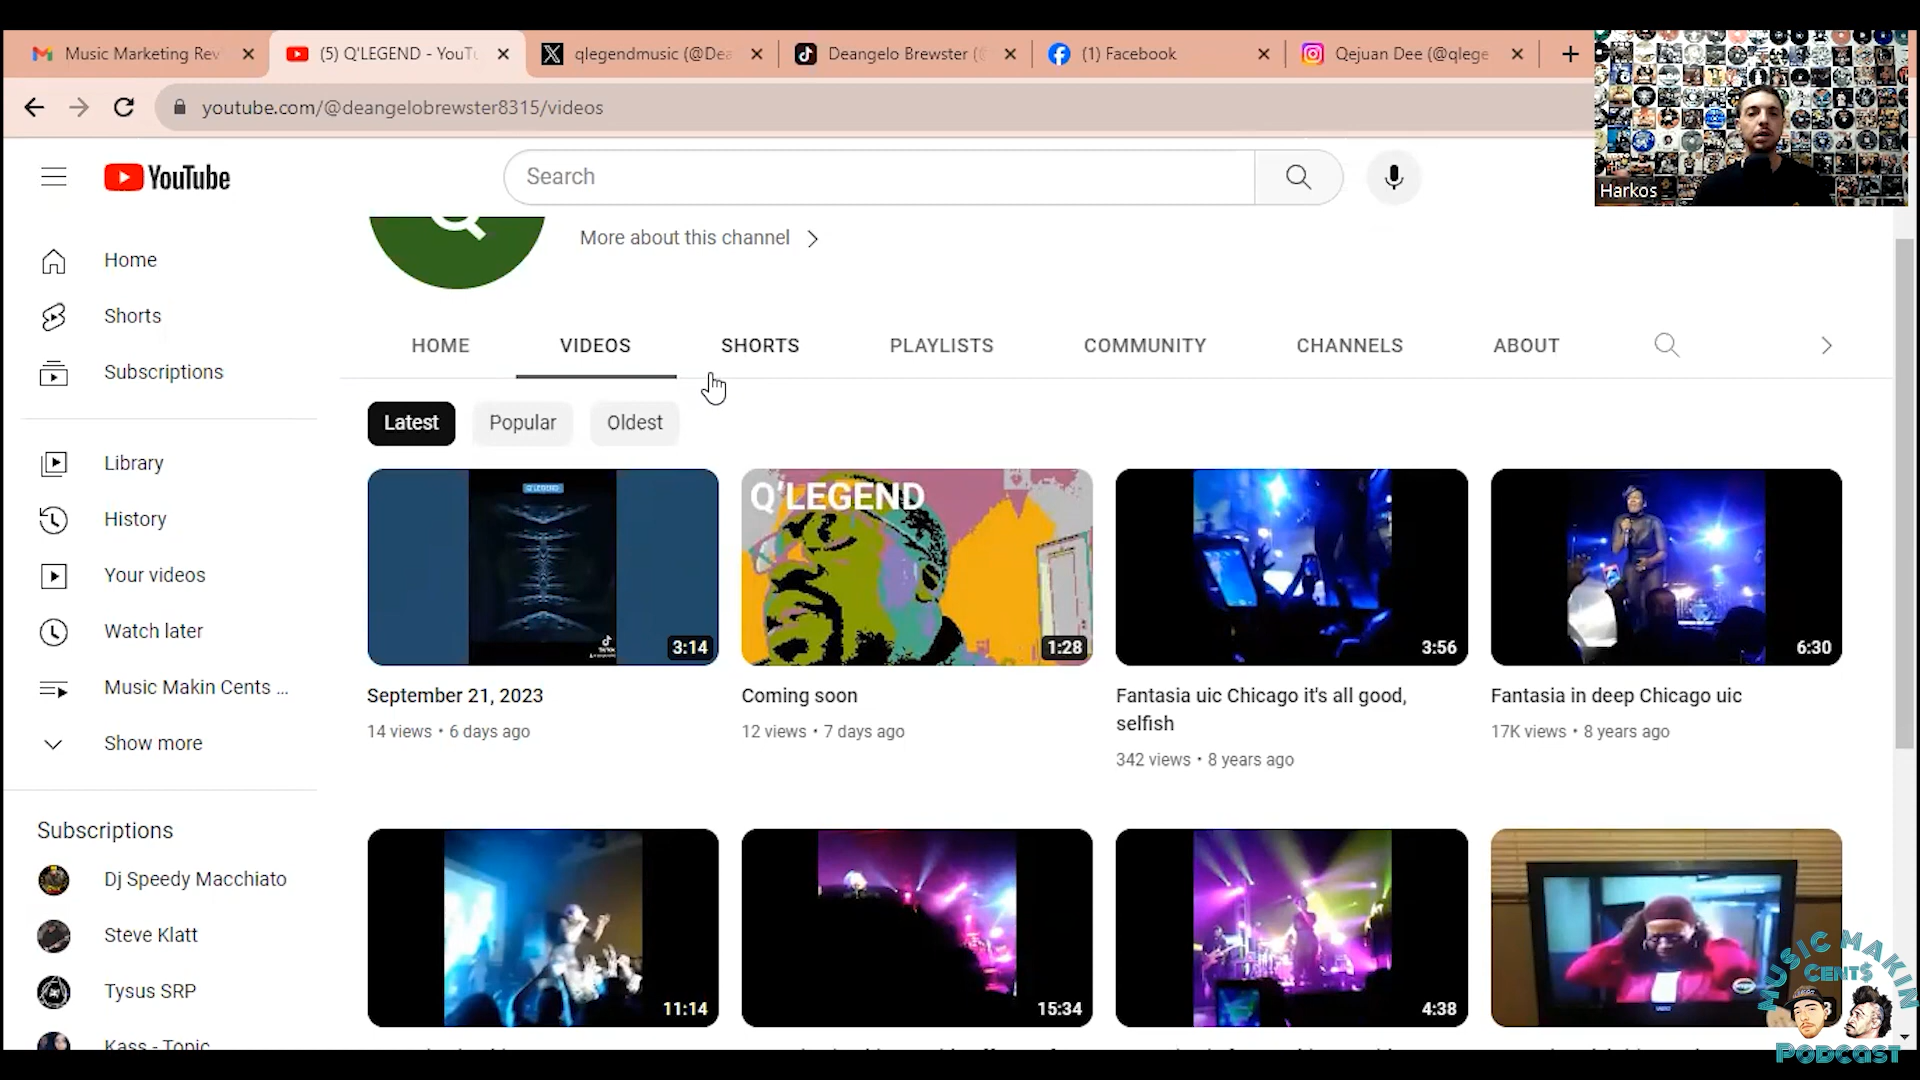 Music Marketing Rev
(5) Q'LEGEND - YouTu
qlegendmusic (@Dea
Deangelo Brewster (@
(1) Facebook
Qejuan Dee (@qlege
youtube.com/@deangelobrewster8315/videos
Harkos
YouTube
Search
More about this channel
Home
Shorts
Subscriptions
HOME
VIDEOS
SHORTS
PLAYLISTS
COMMUNITY
CHANNELS
ABOUT
Latest
Popular
Oldest
Library
History
Your videos
Watch later
Music Makin Cents ...
Show more
Q'LEGEND
Q'LEGEND
3:14
1:28
3:56
6:30
September 21, 2023
14 views • 6 days ago
Coming soon
12 views • 7 days ago
Fantasia uic Chicago it's all good,
selfish
342 views • 8 years ago
Fantasia in deep Chicago uic
17K views • 8 years ago
Subscriptions
Dj Speedy Macchiato
Steve Klatt
Tysus SRP
Kass - Topic
11:14
15:34
4:38
MUSIC MAKIN
CENT$
PODCAST